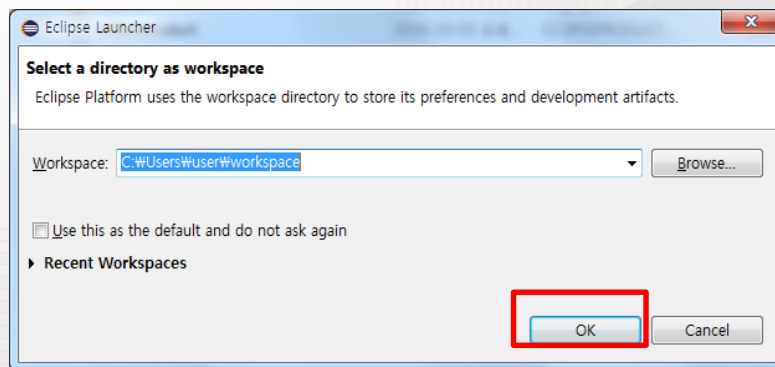 Eclipse Launcher
Select a directory as workspace
Eclipse Platform uses the workspace directory to store its preferences and development artifacts.
Workspace: C:₩Users₩user₩workspace Browse...
Use this as the default and do not ask again
Recent Workspaces
OK Cancel